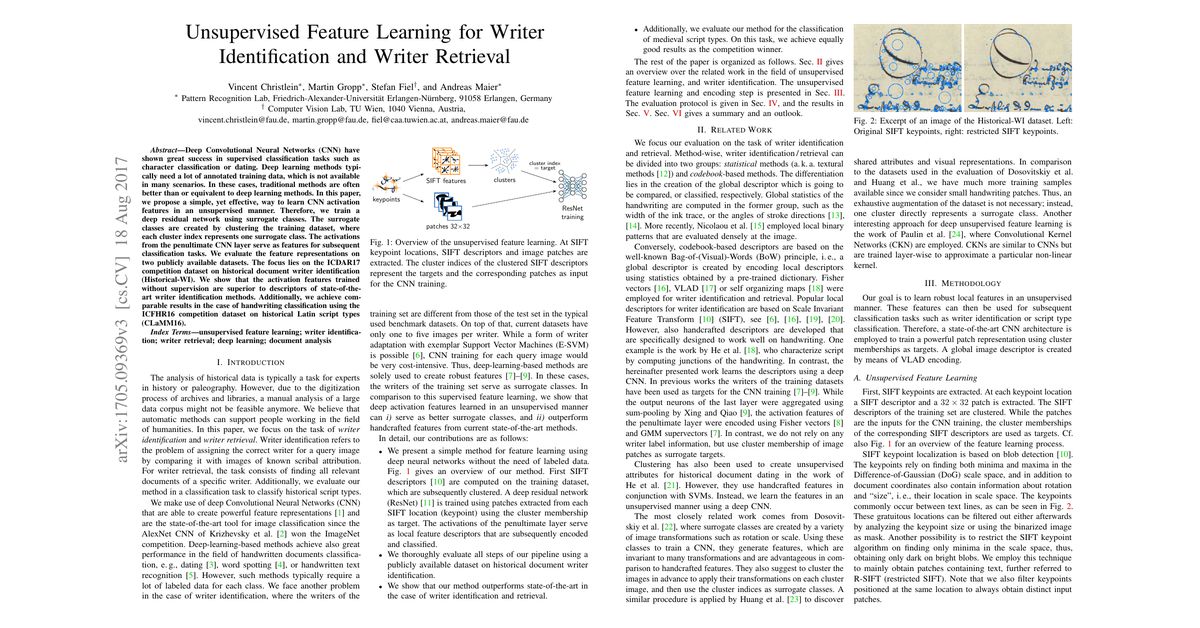 arXiv:1705.09369v3 [cs.CV] 18 Aug 2017
Unsupervised Feature Learning for Writer
Identification and Writer Retrieval
Vincent Christlein∗, Martin Gropp∗, Stefan Fiel†, and Andreas Maier∗
∗ Pattern Recognition Lab, Friedrich-Alexander-Universität Erlangen-Nürnberg, 91058 Erlangen, Germany
† Computer Vision Lab, TU Wien, 1040 Vienna, Austria,
vincent.christlein@fau.de, martin.gropp@fau.de, fiel@caa.tuwien.ac.at, andreas.maier@fau.de
Abstract—Deep Convolutional Neural Networks (CNN) have
shown great success in supervised classification tasks such as
character classification or dating. Deep learning methods typi-
cally need a lot of annotated training data, which is not available
in many scenarios. In these cases, traditional methods are often
better than or equivalent to deep learning methods. In this paper,
we propose a simple, yet effective, way to learn CNN activation
features in an unsupervised manner. Therefore, we train a
deep residual network using surrogate classes. The surrogate
classes are created by clustering the training dataset, where
each cluster index represents one surrogate class. The activations
from the penultimate CNN layer serve as features for subsequent
classification tasks. We evaluate the feature representations on
two publicly available datasets. The focus lies on the ICDAR17
competition dataset on historical document writer identification
(Historical-WI). We show that the activation features trained
without supervision are superior to descriptors of state-of-the-
art writer identification methods. Additionally, we achieve com-
parable results in the case of handwriting classification using the
ICFHR16 competition dataset on historical Latin script types
(CLaMM16).
Index Terms—unsupervised feature learning; writer identifica-
tion; writer retrieval; deep learning; document analysis
I. INTRODUCTION
The analysis of historical data is typically a task for experts
in history or paleography. However, due to the digitization
process of archives and libraries, a manual analysis of a large
data corpus might not be feasible anymore. We believe that
automatic methods can support people working in the field
of humanities. In this paper, we focus on the task of writer
identification and writer retrieval. Writer identification refers to
the problem of assigning the correct writer for a query image
by comparing it with images of known scribal attribution.
For writer retrieval, the task consists of finding all relevant
documents of a specific writer. Additionally, we evaluate our
method in a classification task to classify historical script types.
We make use of deep Convolutional Neural Networks (CNN)
that are able to create powerful feature representations [1] and
are the state-of-the-art tool for image classification since the
AlexNet CNN of Krizhevsky et al. [2] won the ImageNet
competition. Deep-learning-based methods achieve also great
performance in the field of handwritten documents classifica-
tion, e. g., dating [3], word spotting [4], or handwritten text
recognition [5]. However, such methods typically require a
lot of labeled data for each class. We face another problem
in the case of writer identification, where the writers of the
keypoints
SIFT features
clusters
cluster index
= target
ResNet
training
patches 32×32
Fig. 1: Overview of the unsupervised feature learning. At SIFT
keypoint locations, SIFT descriptors and image patches are
extracted. The cluster indices of the clustered SIFT descriptors
represent the targets and the corresponding patches as input
for the CNN training.
training set are different from those of the test set in the typical
used benchmark datasets. On top of that, current datasets have
only one to five images per writer. While a form of writer
adaptation with exemplar Support Vector Machines (E-SVM)
is possible [6], CNN training for each query image would
be very cost-intensive. Thus, deep-learning-based methods are
solely used to create robust features [7]–[9]. In these cases,
the writers of the training set serve as surrogate classes. In
comparison to this supervised feature learning, we show that
deep activation features learned in an unsupervised manner
can i) serve as better surrogate classes, and ii) outperform
handcrafted features from current state-of-the-art methods.
In detail, our contributions are as follows:
• We present a simple method for feature learning using
deep neural networks without the need of labeled data.
Fig. 1 gives an overview of our method. First SIFT
descriptors [10] are computed on the training dataset,
which are subsequently clustered. A deep residual network
(ResNet) [11] is trained using patches extracted from each
SIFT location (keypoint) using the cluster membership
as target. The activations of the penultimate layer serve
as local feature descriptors that are subsequently encoded
and classified.
• We thoroughly evaluate all steps of our pipeline using a
publicly available dataset on historical document writer
identification.
• We show that our method outperforms state-of-the-art in
the case of writer identification and retrieval.
• Additionally, we evaluate our method for the classification
of medieval script types. On this task, we achieve equally
good results as the competition winner.
The rest of the paper is organized as follows. Sec. II gives
an overview over the related work in the field of unsupervised
feature learning, and writer identification. The unsupervised
feature learning and encoding step is presented in Sec. III.
The evaluation protocol is given in Sec. IV, and the results in
Sec. V. Sec. VI gives a summary and an outlook.
II. RELATED WORK
We focus our evaluation on the task of writer identification
and retrieval. Method-wise, writer identification / retrieval can
be divided into two groups: statistical methods (a. k. a. textural
methods [12]) and codebook-based methods. The differentiation
lies in the creation of the global descriptor which is going to
be compared, or classified, respectively. Global statistics of the
handwriting are computed in the former group, such as the
width of the ink trace, or the angles of stroke directions [13],
[14]. More recently, Nicolaou et al. [15] employed local binary
patterns that are evaluated densely at the image.
Conversely, codebook-based descriptors are based on the
well-known Bag-of-(Visual)-Words (BoW) principle, i. e., a
global descriptor is created by encoding local descriptors
using statistics obtained by a pre-trained dictionary. Fisher
vectors [16], VLAD [17] or self organizing maps [18] were
employed for writer identification and retrieval. Popular local
descriptors for writer identification are based on Scale Invariant
Feature Transform [10] (SIFT), see [6], [16], [19], [20].
However, also handcrafted descriptors are developed that
are specifically designed to work well on handwriting. One
example is the work by He et al. [18], who characterize script
by computing junctions of the handwriting. In contrast, the
hereinafter presented work learns the descriptors using a deep
CNN. In previous works the writers of the training datasets
have been used as targets for the CNN training [7]–[9]. While
the output neurons of the last layer were aggregated using
sum-pooling by Xing and Qiao [9], the activation features of
the penultimate layer were encoded using Fisher vectors [8]
and GMM supervectors [7]. In contrast, we do not rely on any
writer label information, but use cluster membership of image
patches as surrogate targets.
Clustering has also been used to create unsupervised
attributes for historical document dating in the work of
He et al. [21]. However, they use handcrafted features in
conjunction with SVMs. Instead, we learn the features in an
unsupervised manner using a deep CNN.
The most closely related work comes from Dosovit-
skiy et al. [22], where surrogate classes are created by a variety
of image transformations such as rotation or scale. Using these
classes to train a CNN, they generate features, which are
invariant to many transformations and are advantageous in com-
parison to handcrafted features. They also suggest to cluster the
images in advance to apply their transformations on each cluster
image, and then use the cluster indices as surrogate classes. A
similar procedure is applied by Huang et al. [23] to discover
Fig. 2: Excerpt of an image of the Historical-WI dataset. Left:
Original SIFT keypoints, right: restricted SIFT keypoints.
shared attributes and visual representations. In comparison
to the datasets used in the evaluation of Dosovitskiy et al.
and Huang et al., we have much more training samples
available since we consider small handwriting patches. Thus, an
exhaustive augmentation of the dataset is not necessary; instead,
one cluster directly represents a surrogate class. Another
interesting approach for deep unsupervised feature learning is
the work of Paulin et al. [24], where Convolutional Kernel
Networks (CKN) are employed. CKNs are similar to CNNs but
are trained layer-wise to approximate a particular non-linear
kernel.
III. METHODOLOGY
Our goal is to learn robust local features in an unsupervised
manner. These features can then be used for subsequent
classification tasks such as writer identification or script type
classification. Therefore, a state-of-the-art CNN architecture is
employed to train a powerful patch representation using cluster
memberships as targets. A global image descriptor is created
by means of VLAD encoding.
A. Unsupervised Feature Learning
First, SIFT keypoints are extracted. At each keypoint location
a SIFT descriptor and a 32 × 32 patch is extracted. The SIFT
descriptors of the training set are clustered. While the patches
are the inputs for the CNN training, the cluster memberships
of the corresponding SIFT descriptors are used as targets. Cf.
also Fig. 1 for an overview of the feature learning process.
SIFT keypoint localization is based on blob detection [10].
The keypoints rely on finding both minima and maxima in the
Difference-of-Gaussian (DoG) scale space, and in addition to
document coordinates also contain information about rotation
and “size”, i. e., their location in scale space. The keypoints
commonly occur between text lines, as can be seen in Fig. 2.
These gratuitous locations can be filtered out either afterwards
by analyzing the keypoint size or using the binarized image
as mask. Another possibility is to restrict the SIFT keypoint
algorithm on finding only minima in the scale space, thus,
obtaining only dark on bright blobs. We employ this technique
to mainly obtain patches containing text, further referred to
R-SIFT (restricted SIFT). Note that we also filter keypoints
positioned at the same location to always obtain distinct input
patches.